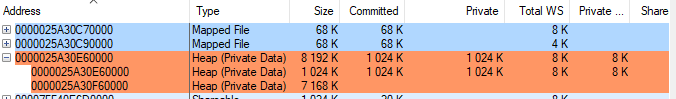 Address Type Size Committed Private Total WS Private ... Share
0000025A30C70000 Mapped File 68 K 68 K 8 K
0000025A30C90000 Mapped File 68 K 68 K 4 K
0000025A30E60000 Heap (Private Data) 8 192 K 1 024 K 1 024 K 8 K 8 K
0000025A30E60000 Heap (Private Data) 1 024 K 1 024 K 1 024 K 8 K 8 K
0000025A30F60000 Heap (Private Data) 7 168 K